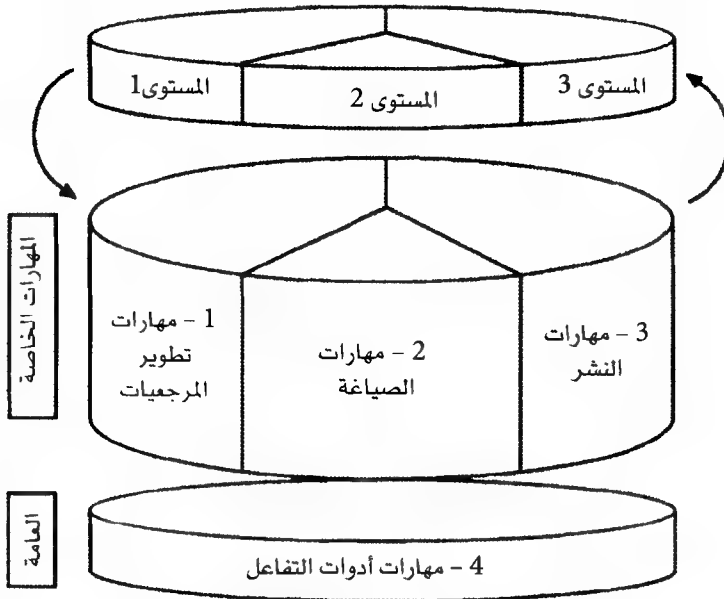 المستوى1
المستوى 2
المستوى 3
المهارات الخاصة
1 – مهارات
تطوير
المرجعيات
2 – مهارات
الصياغة
3 – مهارات
النشر
العامة
4 – مهارات أدوات التفاعل